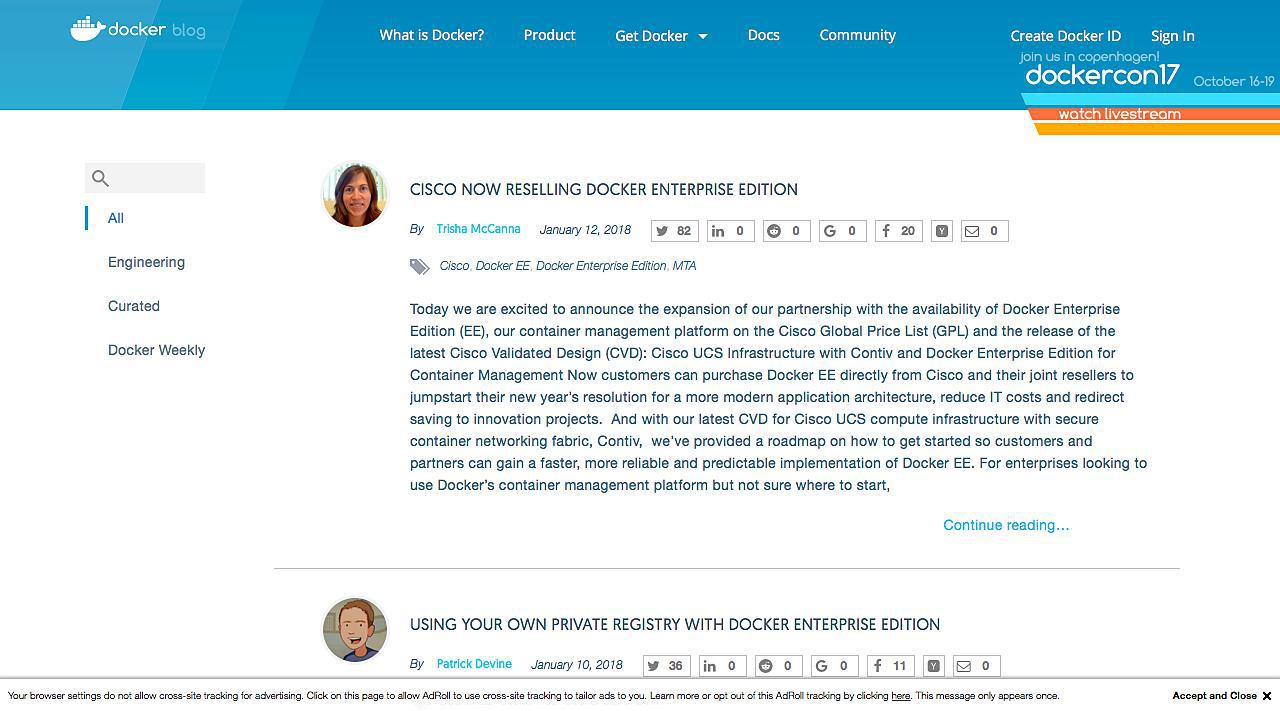 docker blog
What is Docker?
Product
Get Docker
Docs
Community
Create Docker ID
Sign In
join us in copenhagen!
dockercon17 October 16-19
watch livestream
All
Engineering
Curated
Docker Weekly
CISCO NOW RESELLING DOCKER ENTERPRISE EDITION
By Trisha McCanna January 12, 2018 82 0 0 0 20 0
Cisco, Docker EE, Docker Enterprise Edition, MTA
Today we are excited to announce the expansion of our partnership with the availability of Docker Enterprise
Edition (EE), our container management platform on the Cisco Global Price List (GPL) and the release of the
latest Cisco Validated Design (CVD): Cisco UCS Infrastructure with Contiv and Docker Enterprise Edition for
Container Management Now customers can purchase Docker EE directly from Cisco and their joint resellers to
jumpstart their new year's resolution for a more modern application architecture, reduce IT costs and redirect
saving to innovation projects.  And with our latest CVD for Cisco UCS compute infrastructure with secure
container networking fabric, Contiv,  we've provided a roadmap on how to get started so customers and
partners can gain a faster, more reliable and predictable implementation of Docker EE. For enterprises looking to
use Docker's container management platform but not sure where to start,
Continue reading...
USING YOUR OWN PRIVATE REGISTRY WITH DOCKER ENTERPRISE EDITION
By Patrick Devine January 10, 2018 36 0 0 0 11 0
Your browser settings do not allow cross-site tracking for advertising. Click on this page to allow AdRoll to use cross-site tracking to tailor ads to you. Learn more or opt out of this AdRoll tracking by clicking here. This message only appears once.
Accept and Close